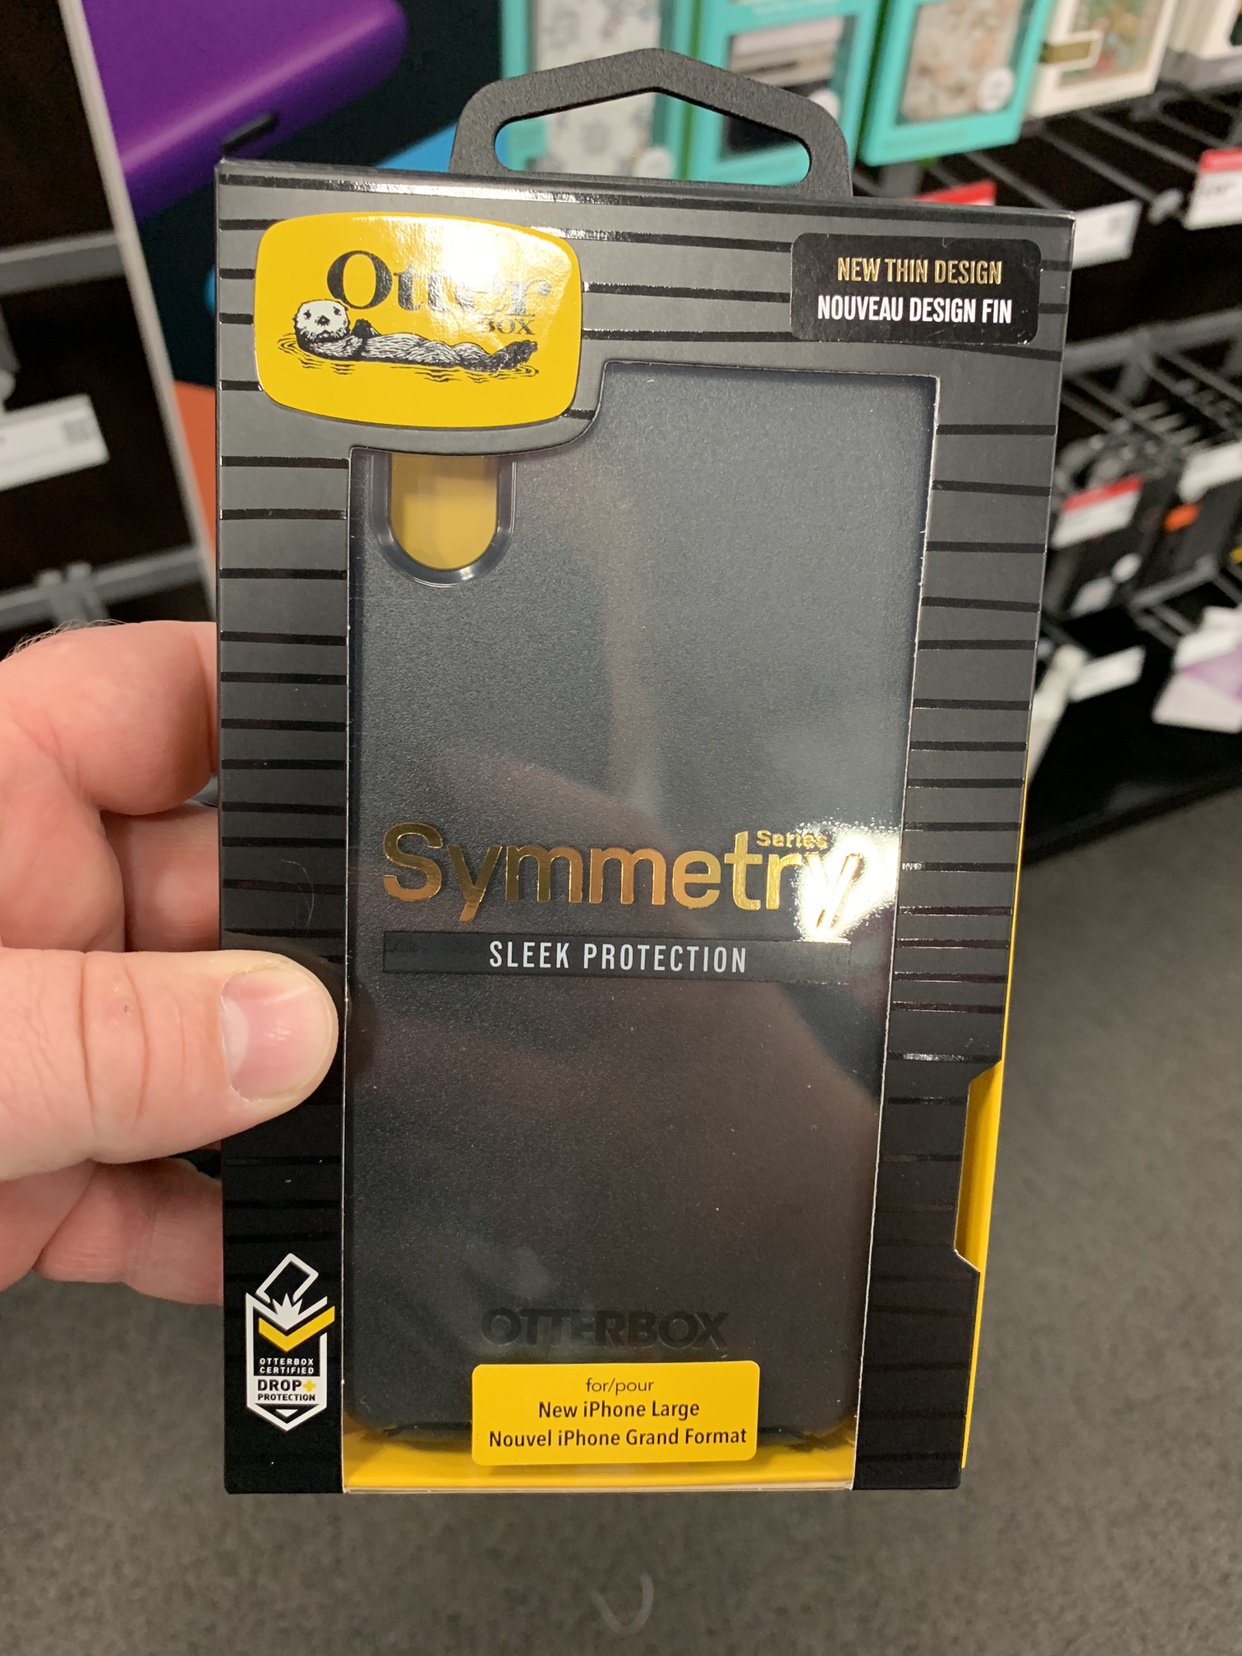 Otter
BOX
NEW THIN DESIGN
NOUVEAU DESIGN FIN
Symmetry
Series
SLEEK PROTECTION
OTTERBOX
for/pour
New iPhone Large
Nouvel iPhone Grand Format
OTTERBOX
CERTIFIED
DROP+
PROTECTION